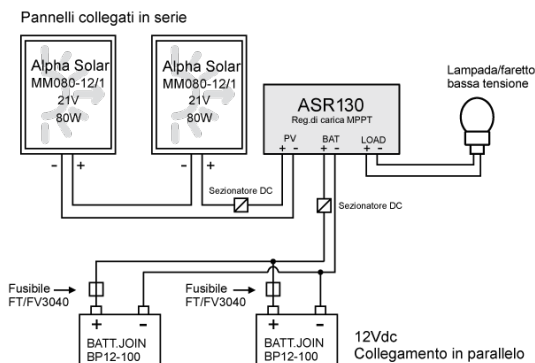 Pannelli collegati in serie
Alpha Solar
MM080-12/1
21V
80W
- +
Alpha Solar
MM080-12/1
21V
80W
- +
ASR130
Reg.di carica MPPT
PV BAT LOAD
+ - + - + -
Lampada/faretto
bassa tensione
Sezionatore DC
Sezionatore DC
Fusibile
FT/FV3040
Fusibile
FT/FV3040
+ -
BATT.JOIN
BP12-100
+ -
BATT.JOIN
BP12-100
12Vdc
Collegamento in parallelo